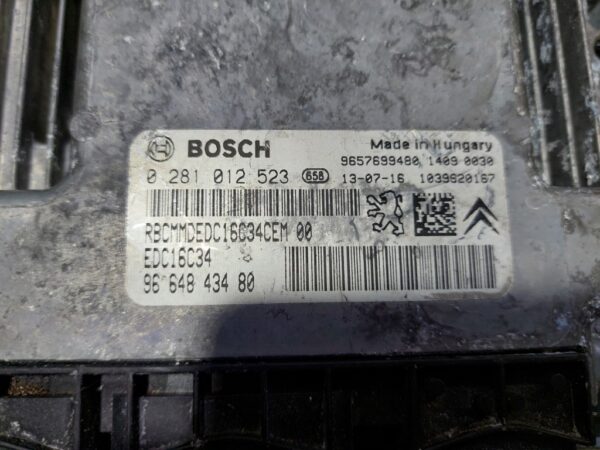 BOSCH
Made in Hungary
9657699480 1409 0030
0 281 012 523 658 13-07-16 1039S20167
RBCMMDEDC16C34CEM 00
EDC16C34
96 648 434 80